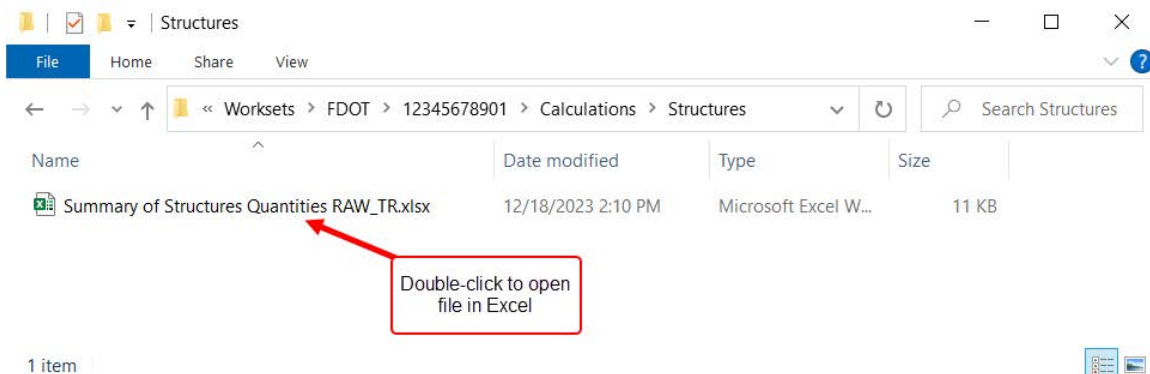 Structures
File Home Share View
?
« Worksets > FDOT > 12345678901 > Calculations > Structures
Search Structures
Name Date modified Type Size
Summary of Structures Quantities RAW_TR.xlsx 12/18/2023 2:10 PM Microsoft Excel W... 11 KB
Double-click to open
file in Excel
1 item